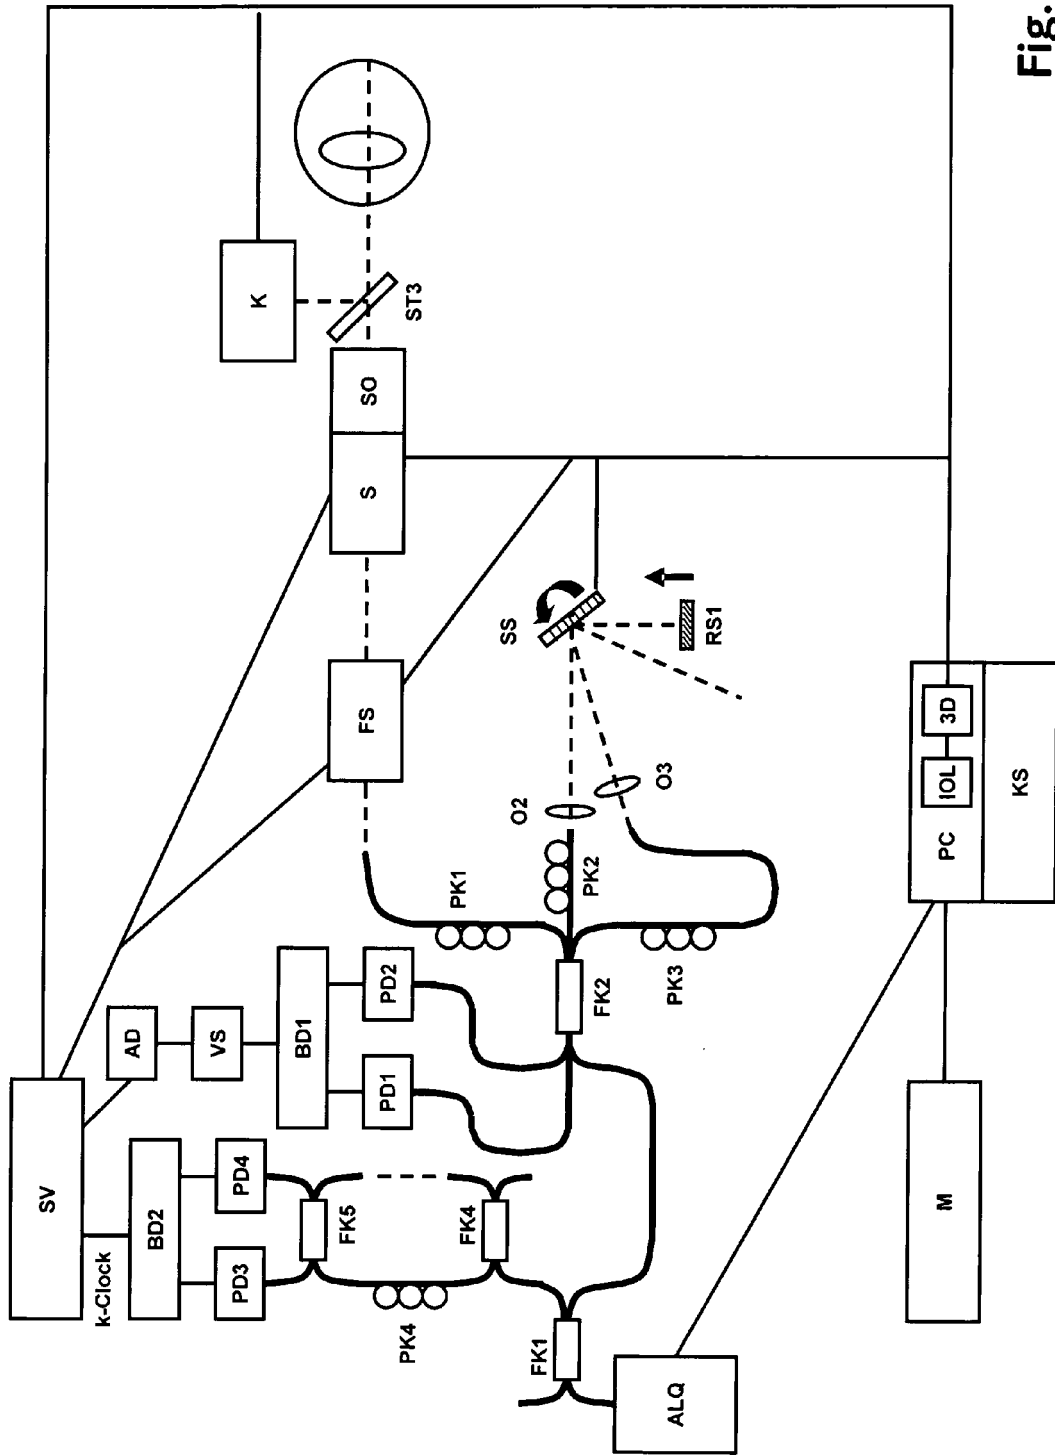 SV
k-Clock
AD
BD2
VS
PD3 PD4
K
BD1
FK5
FS S SO
PD1 PD2
PK4
ST3
PK1
FK4
SS
O2
FK1
PK2
FK2
O3
ALQ
PK3
RS1
M
PC IOL 3D
KS
Fig.